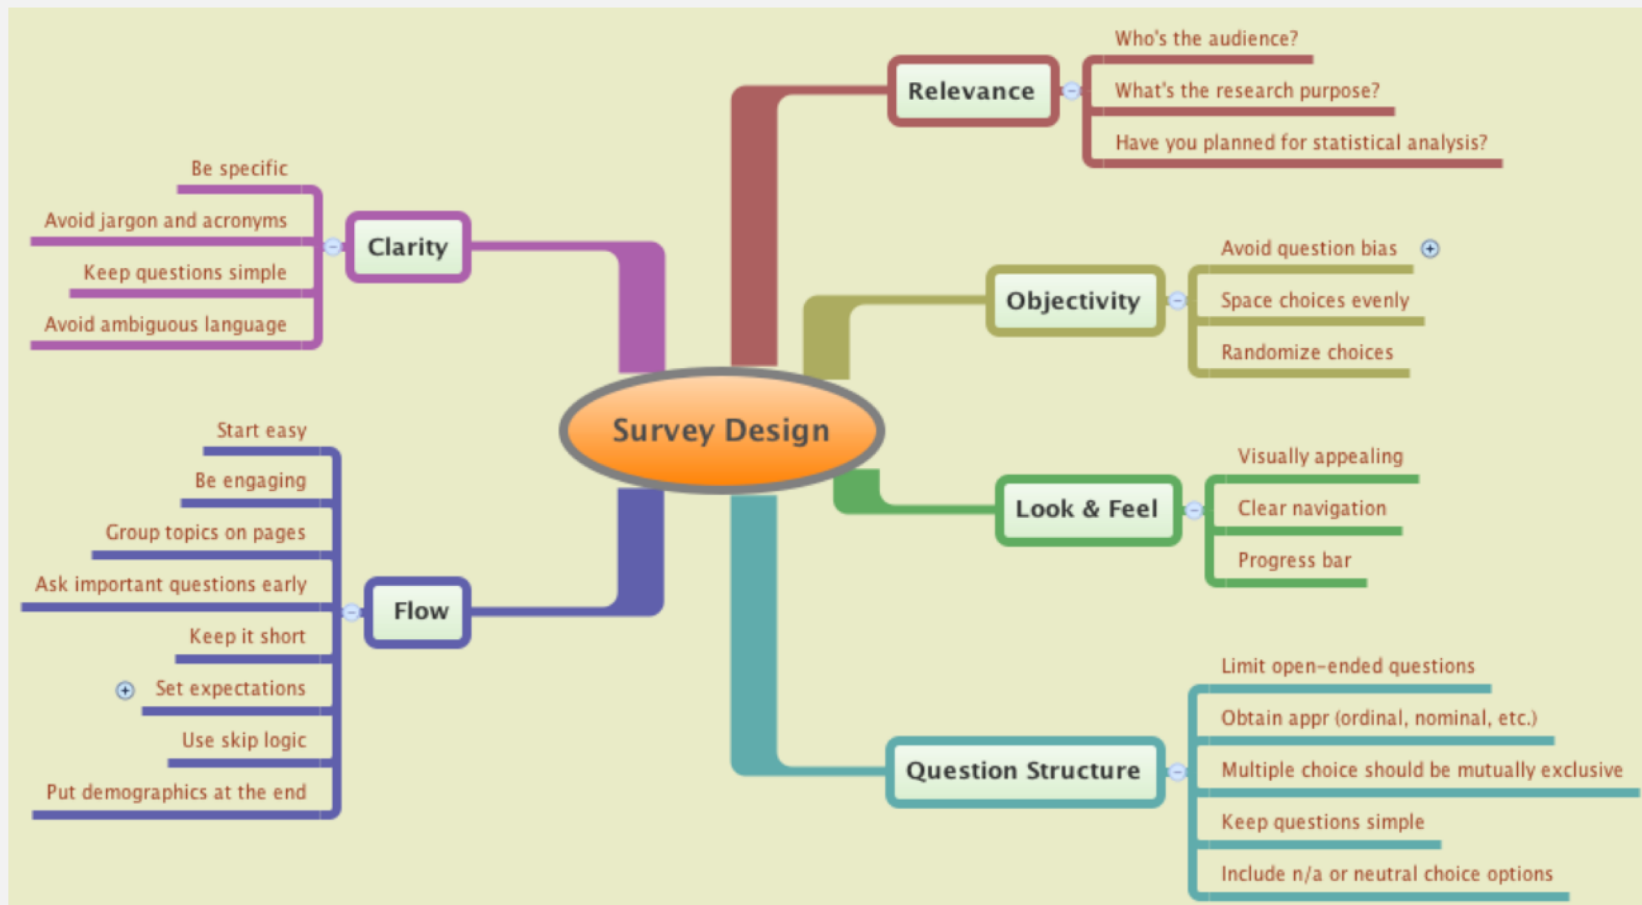 Survey Design
Relevance
Who's the audience?
What's the research purpose?
Have you planned for statistical analysis?
Objectivity
Avoid question bias
Space choices evenly
Randomize choices
Look & Feel
Visually appealing
Clear navigation
Progress bar
Question Structure
Limit open-ended questions
Obtain appr (ordinal, nominal, etc.)
Multiple choice should be mutually exclusive
Keep questions simple
Include n/a or neutral choice options
Clarity
Be specific
Avoid jargon and acronyms
Keep questions simple
Avoid ambiguous language
Flow
Start easy
Be engaging
Group topics on pages
Ask important questions early
Keep it short
Set expectations
Use skip logic
Put demographics at the end